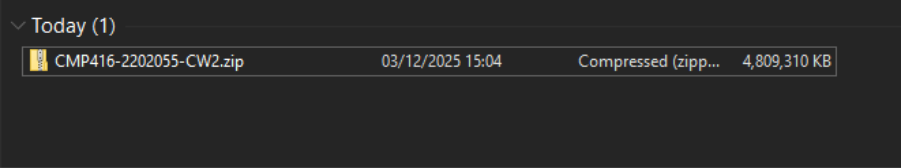 Today (1)
CMP416-2202055-CW2.zip 03/12/2025 15:04 Compressed (zipp... 4,809,310 KB